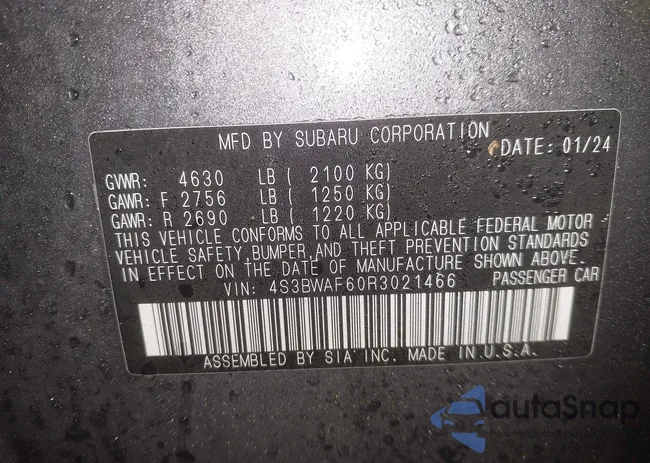 MFD BY SUBARU CORPORATION
DATE: 01/24
GVWR: 4630 LB ( 2100 KG)
GAWR: F 2756 LB ( 1250 KG)
GAWR: R 2690 LB ( 1220 KG)
THIS VEHICLE CONFORMS TO ALL APPLICABLE FEDERAL MOTOR
VEHICLE SAFETY, BUMPER, AND THEFT PREVENTION STANDARDS
IN EFFECT ON THE DATE OF MANUFACTURE SHOWN ABOVE.
VIN: 4S3BWAF60R3021466 PASSENGER CAR
ASSEMBLED BY SIA INC. MADE IN U.S.A.
autoSnap